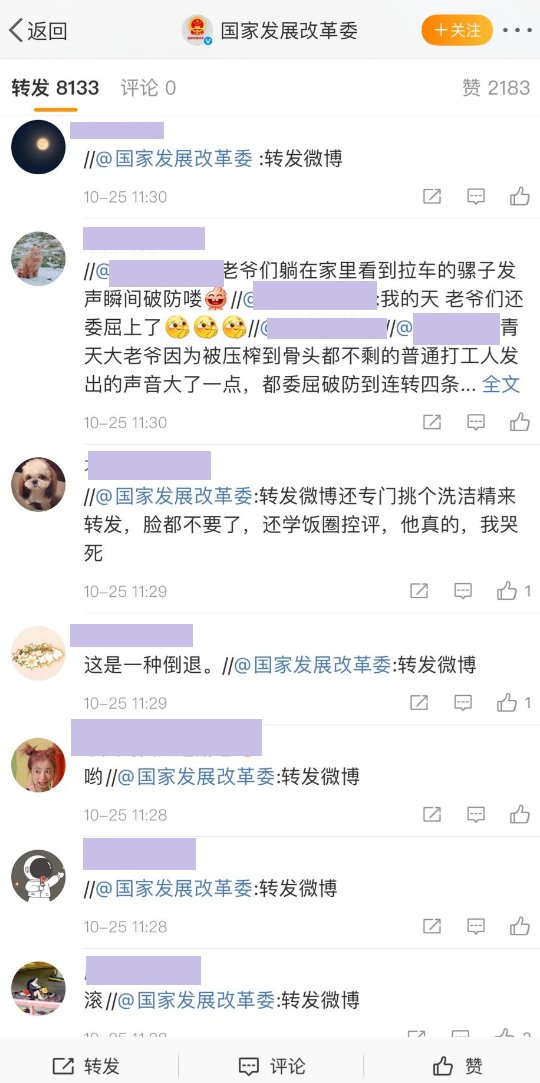 返回
国家发展改革委
+关注
转发 8133 评论 0 赞 2183
//@国家发展改革委 :转发微博
10-25 11:30
//@ 老爷们躺在家里看到拉车的骡子发
声瞬间破防喽//@ :我的天 老爷们还
委屈上了//@ //@ 青
天大老爷因为被压榨到骨头都不剩的普通打工人发
出的声音大了一点，都委屈破防到连转四条... 全文
10-25 11:30
//@国家发展改革委:转发微博还专门挑个洗洁精来
转发，脸都不要了，还学饭圈控评，他真的，我哭
死
10-25 11:29
1
这是一种倒退。//@国家发展改革委:转发微博
10-25 11:29
1
哟//@国家发展改革委:转发微博
10-25 11:28
//@国家发展改革委:转发微博
10-25 11:28
滚//@国家发展改革委:转发微博
10-25 11:28
转发 评论 赞